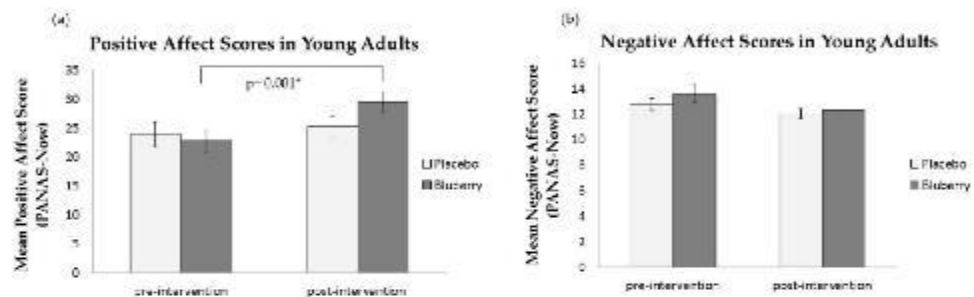 (a)
Positive Affect Scores in Young Adults
Mean Positive Affect Score
(PANAS-Now)
35
30
25
20
15
10
5
0
p=0.001*
Placebo
Bluberry
pre-intervention
post-intervention
(b)
Negative Affect Scores in Young Adults
Mean Negative Affect Score
(PANAS-Now)
16
14
12
10
8
6
4
2
0
Placebo
Bluberry
pre-intervention
post-intervention